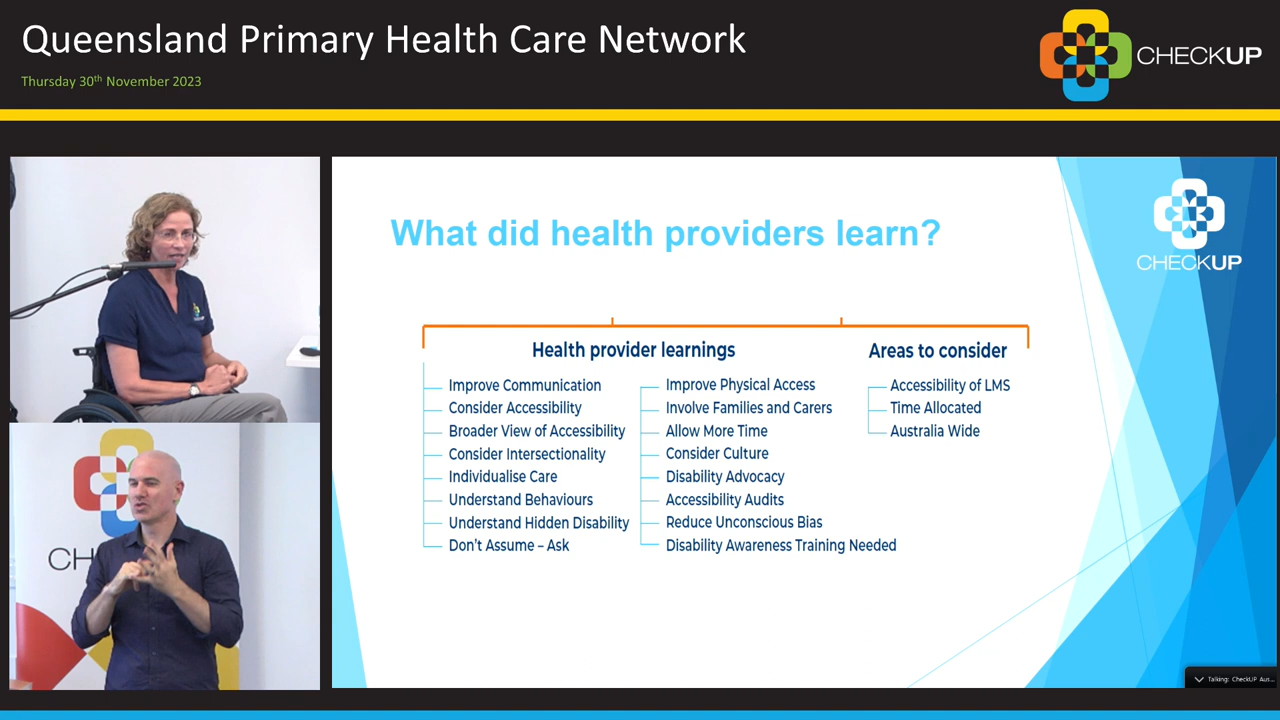 Queensland Primary Health Care Network
Thursday 30th November 2023
CHECKUP
What did health providers learn?
CHECKUP
Health provider learnings
Areas to consider
Improve Communication
Consider Accessibility
Broader View of Accessibility
Consider Intersectionality
Individualise Care
Understand Behaviours
Understand Hidden Disability
Don't Assume – Ask
Improve Physical Access
Involve Families and Carers
Allow More Time
Consider Culture
Disability Advocacy
Accessibility Audits
Reduce Unconscious Bias
Disability Awareness Training Needed
Accessibility of LMS
Time Allocated
Australia Wide
CH
Talking: CheckUP Aus...